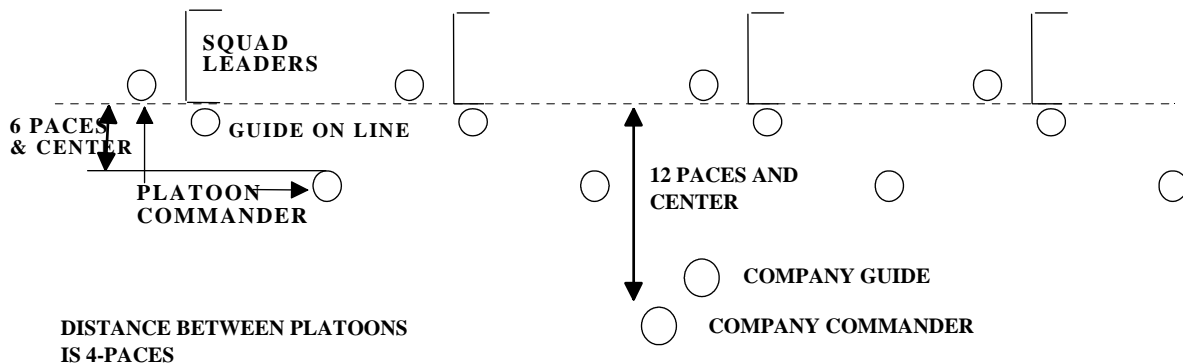 SQUAD
LEADERS
6 PACES
& CENTER
GUIDE ON LINE
PLATOON
COMMANDER
12 PACES AND
CENTER
COMPANY GUIDE
COMPANY COMMANDER
DISTANCE BETWEEN PLATOONS
IS 4-PACES